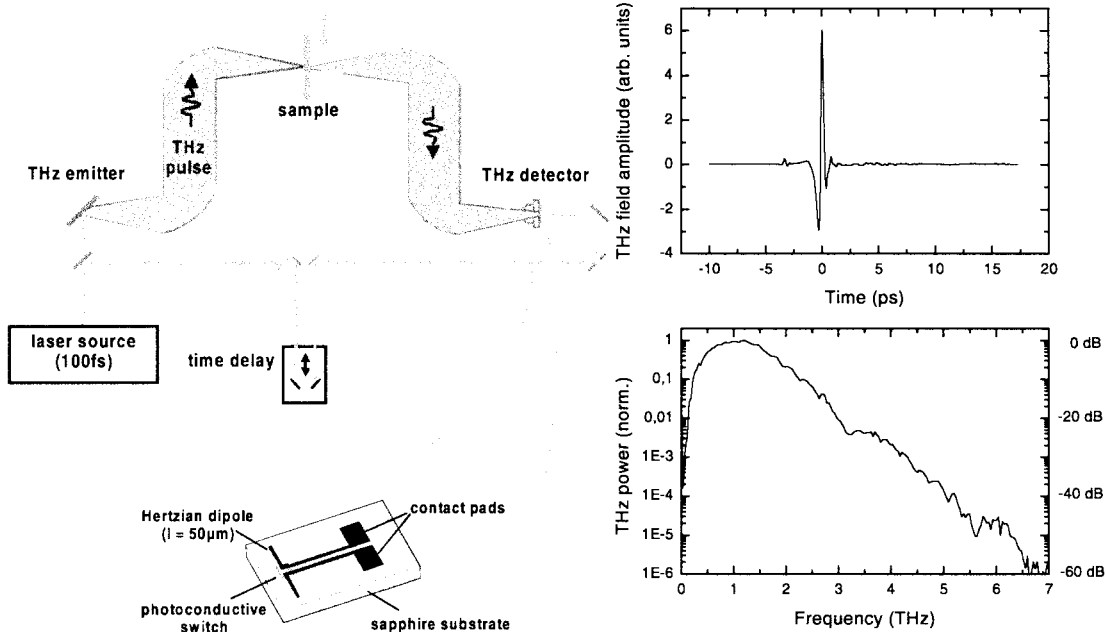 sample
THz
pulse
THz emitter
THz detector
laser source
(100fs)
time delay
Hertzian dipole
(l = 50µm)
contact pads
photoconductive
switch
sapphire substrate
THz field amplitude (arb. units)
6
4
2
0
-2
-4
-10 -5 0 5 10 15 20
Time (ps)
THz power (norm.)
1 0 dB
0,1
0,01 -20 dB
1E-3
1E-4 -40 dB
1E-5
1E-6 -60 dB
0 1 2 3 4 5 6 7
Frequency (THz)